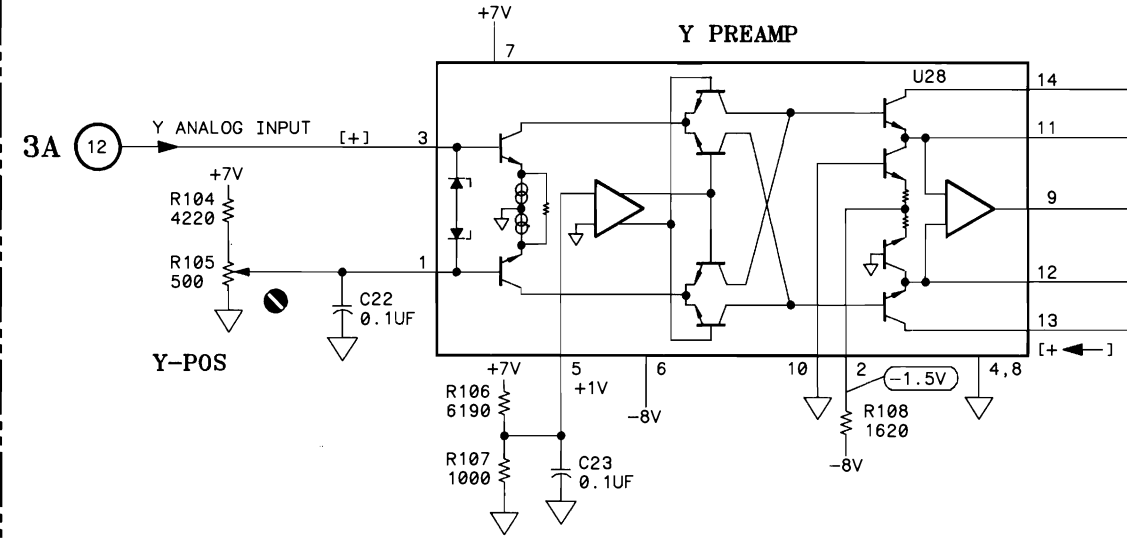 +7V
Y PREAMP
7
U28
14
3A
12
Y ANALOG INPUT
[+]
3
11
+7V
R104
4220
9
R105
500
1
12
C22
0.1UF
13
[+ ← ]
Y-POS
+7V
5
+1V
6
10
2
-1.5V
4,8
R106
6190
-8V
R108
1620
R107
1000
C23
0.1UF
-8V